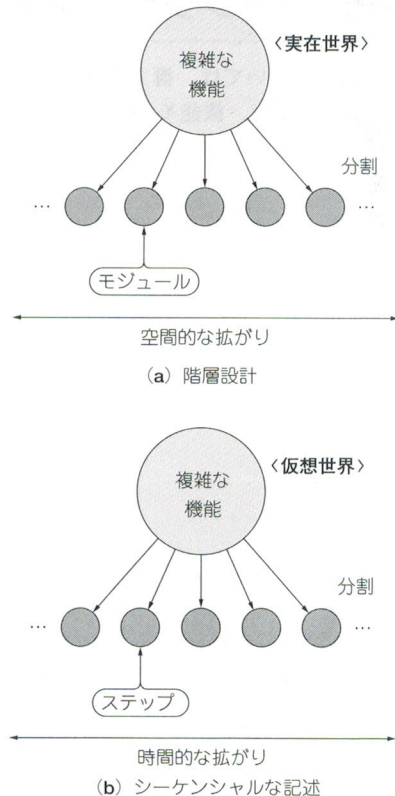 〈実在世界〉
複雑な
機能
分割
… …
モジュール
空間的な拡がり
(a) 階層設計
〈仮想世界〉
複雑な
機能
分割
… …
ステップ
時間的な拡がり
(b) シーケンシャルな記述